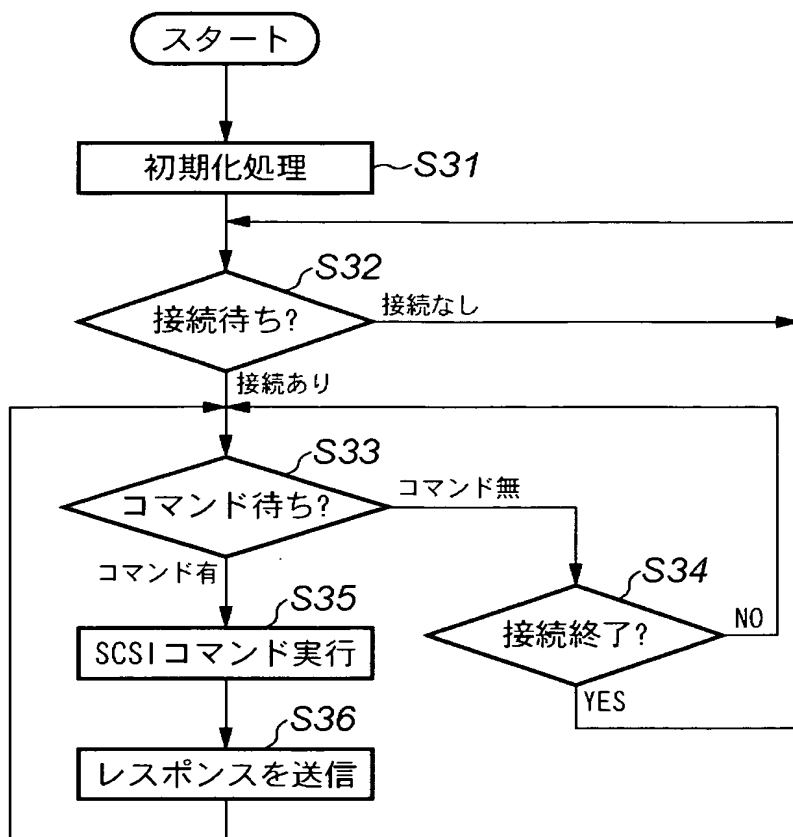 スタート
初期化処理
S31
S32
接続待ち?
接続なし
接続あり
S33
コマンド待ち?
コマンド無
コマンド有
S34
接続終了?
NO
YES
S35
SCSIコマンド実行
S36
レスポンスを送信